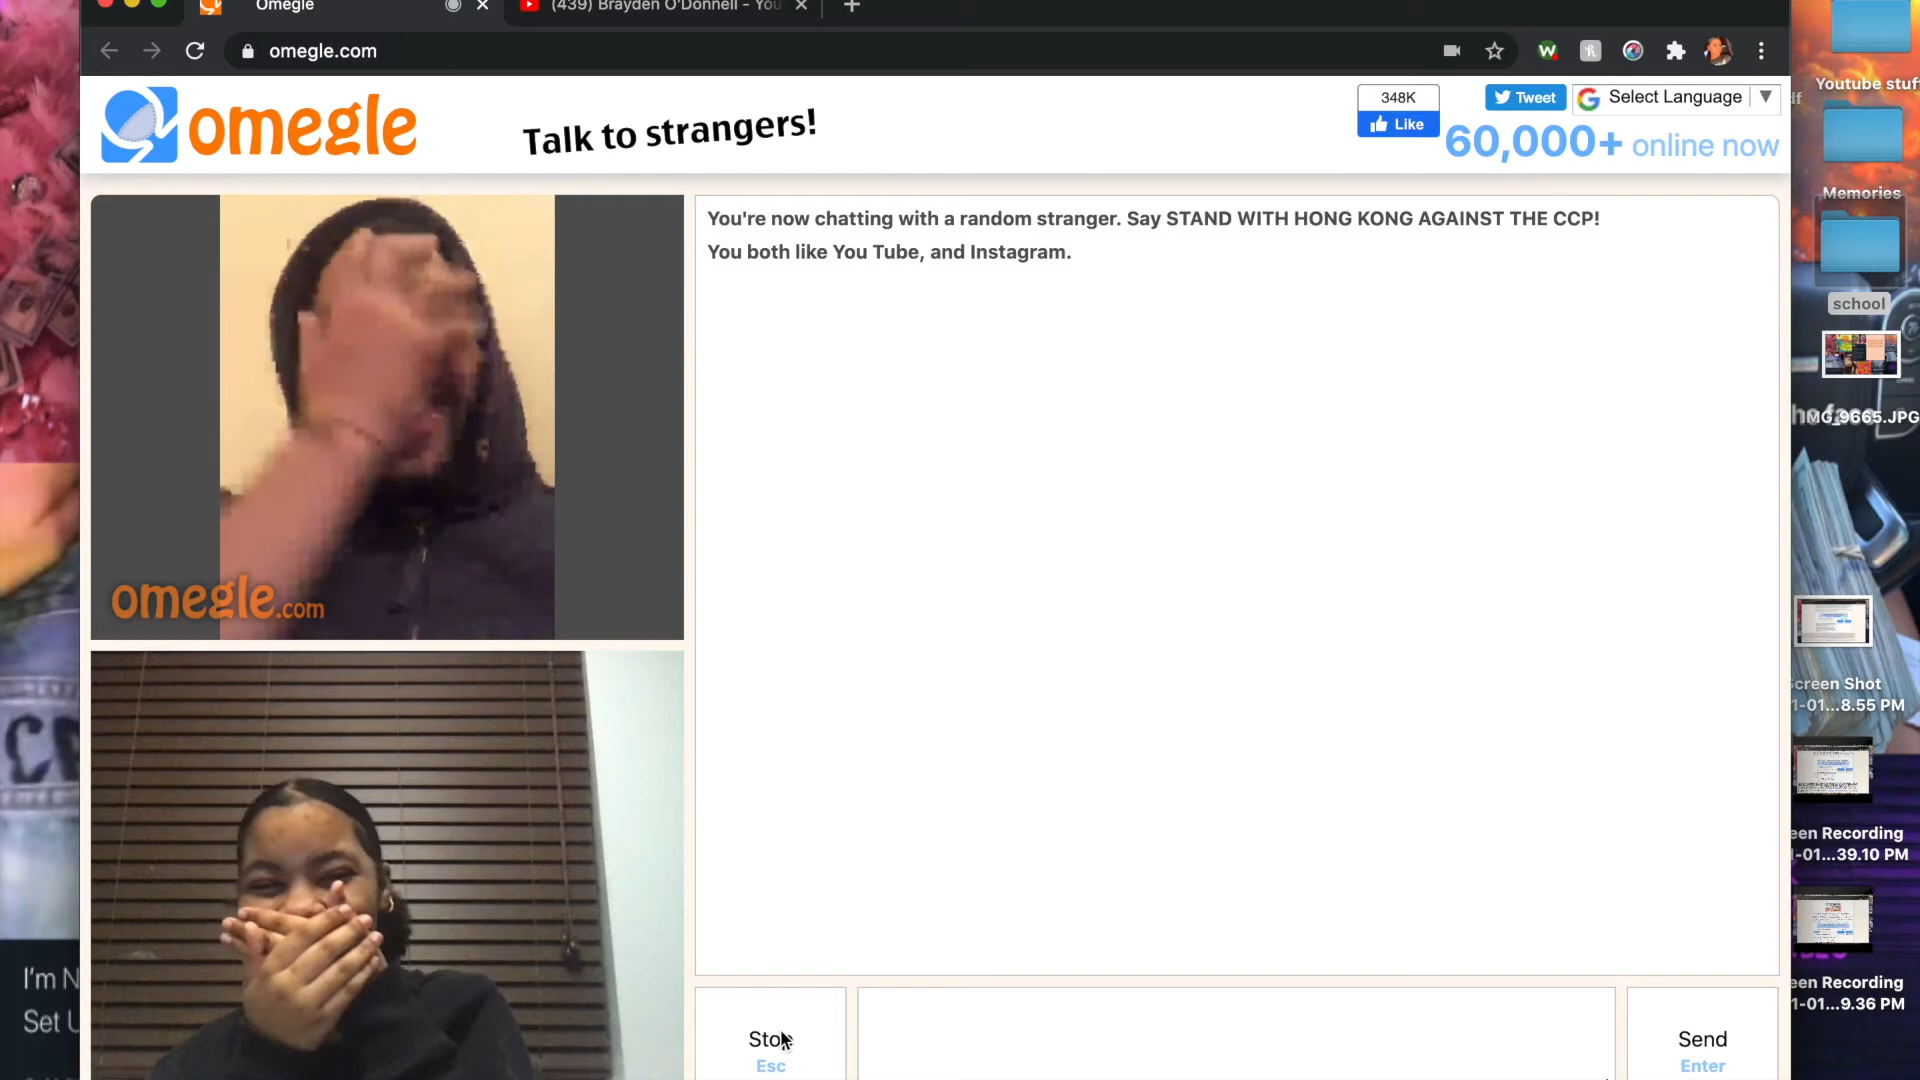 Omegle
(439) Brayden O'Donnell - You
omegle.com
omegle
Talk to strangers!
348K
Like
Tweet
Select Language
60,000+ online now
You're now chatting with a random stranger. Say STAND WITH HONG KONG AGAINST THE CCP!
You both like You Tube, and Instagram.
omegle.com
Stop
Esc
Send
Enter
Youtube stuf
Memories
school
MG_9665.JPG
Screen Shot
1-01...8.55 PM
een Recording
1-01...39.10 PM
een Recording
1-01...9.36 PM
I'm N
Set U